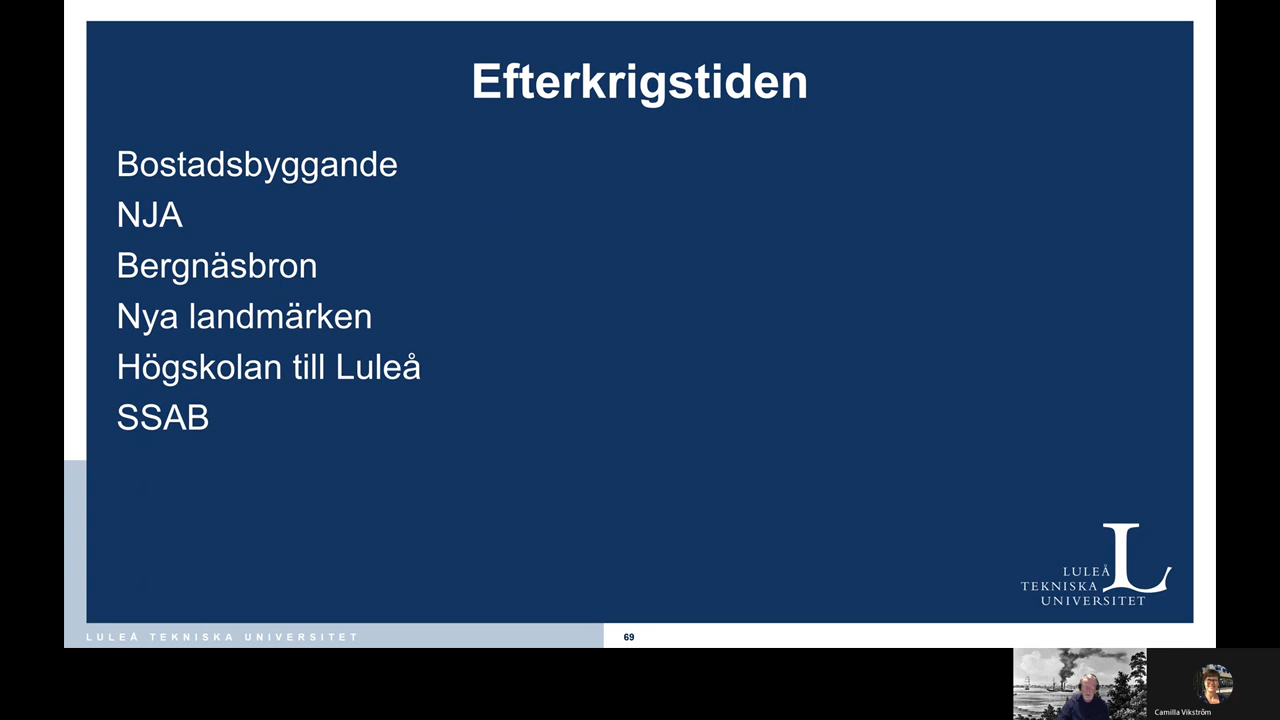 Efterkrigstiden
Bostadsbyggande
NJA
Bergnäsbron
Nya landmärken
Högskolan till Luleå
SSAB
LULEÅ
TEKNISKA
UNIVERSITET
L
LULEÅ TEKNISKA UNIVERSITET
69
Camilla Vikström